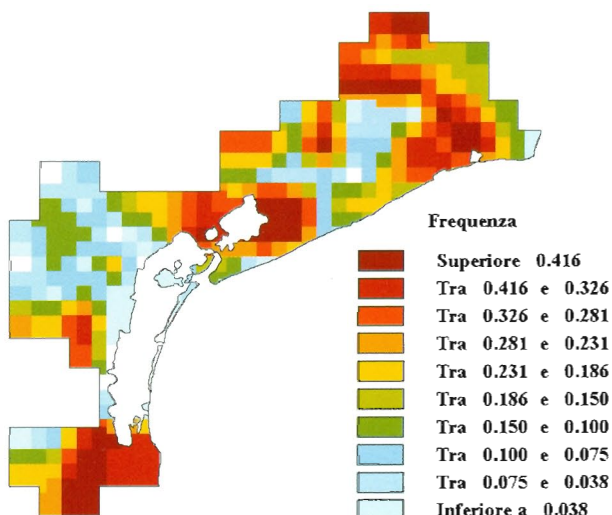 Frequenza
Superiore 0.416
Tra 0.416 e 0.326
Tra 0.326 e 0.281
Tra 0.281 e 0.231
Tra 0.231 e 0.186
Tra 0.186 e 0.150
Tra 0.150 e 0.100
Tra 0.100 e 0.075
Tra 0.075 e 0.038
Inferiore a 0.038